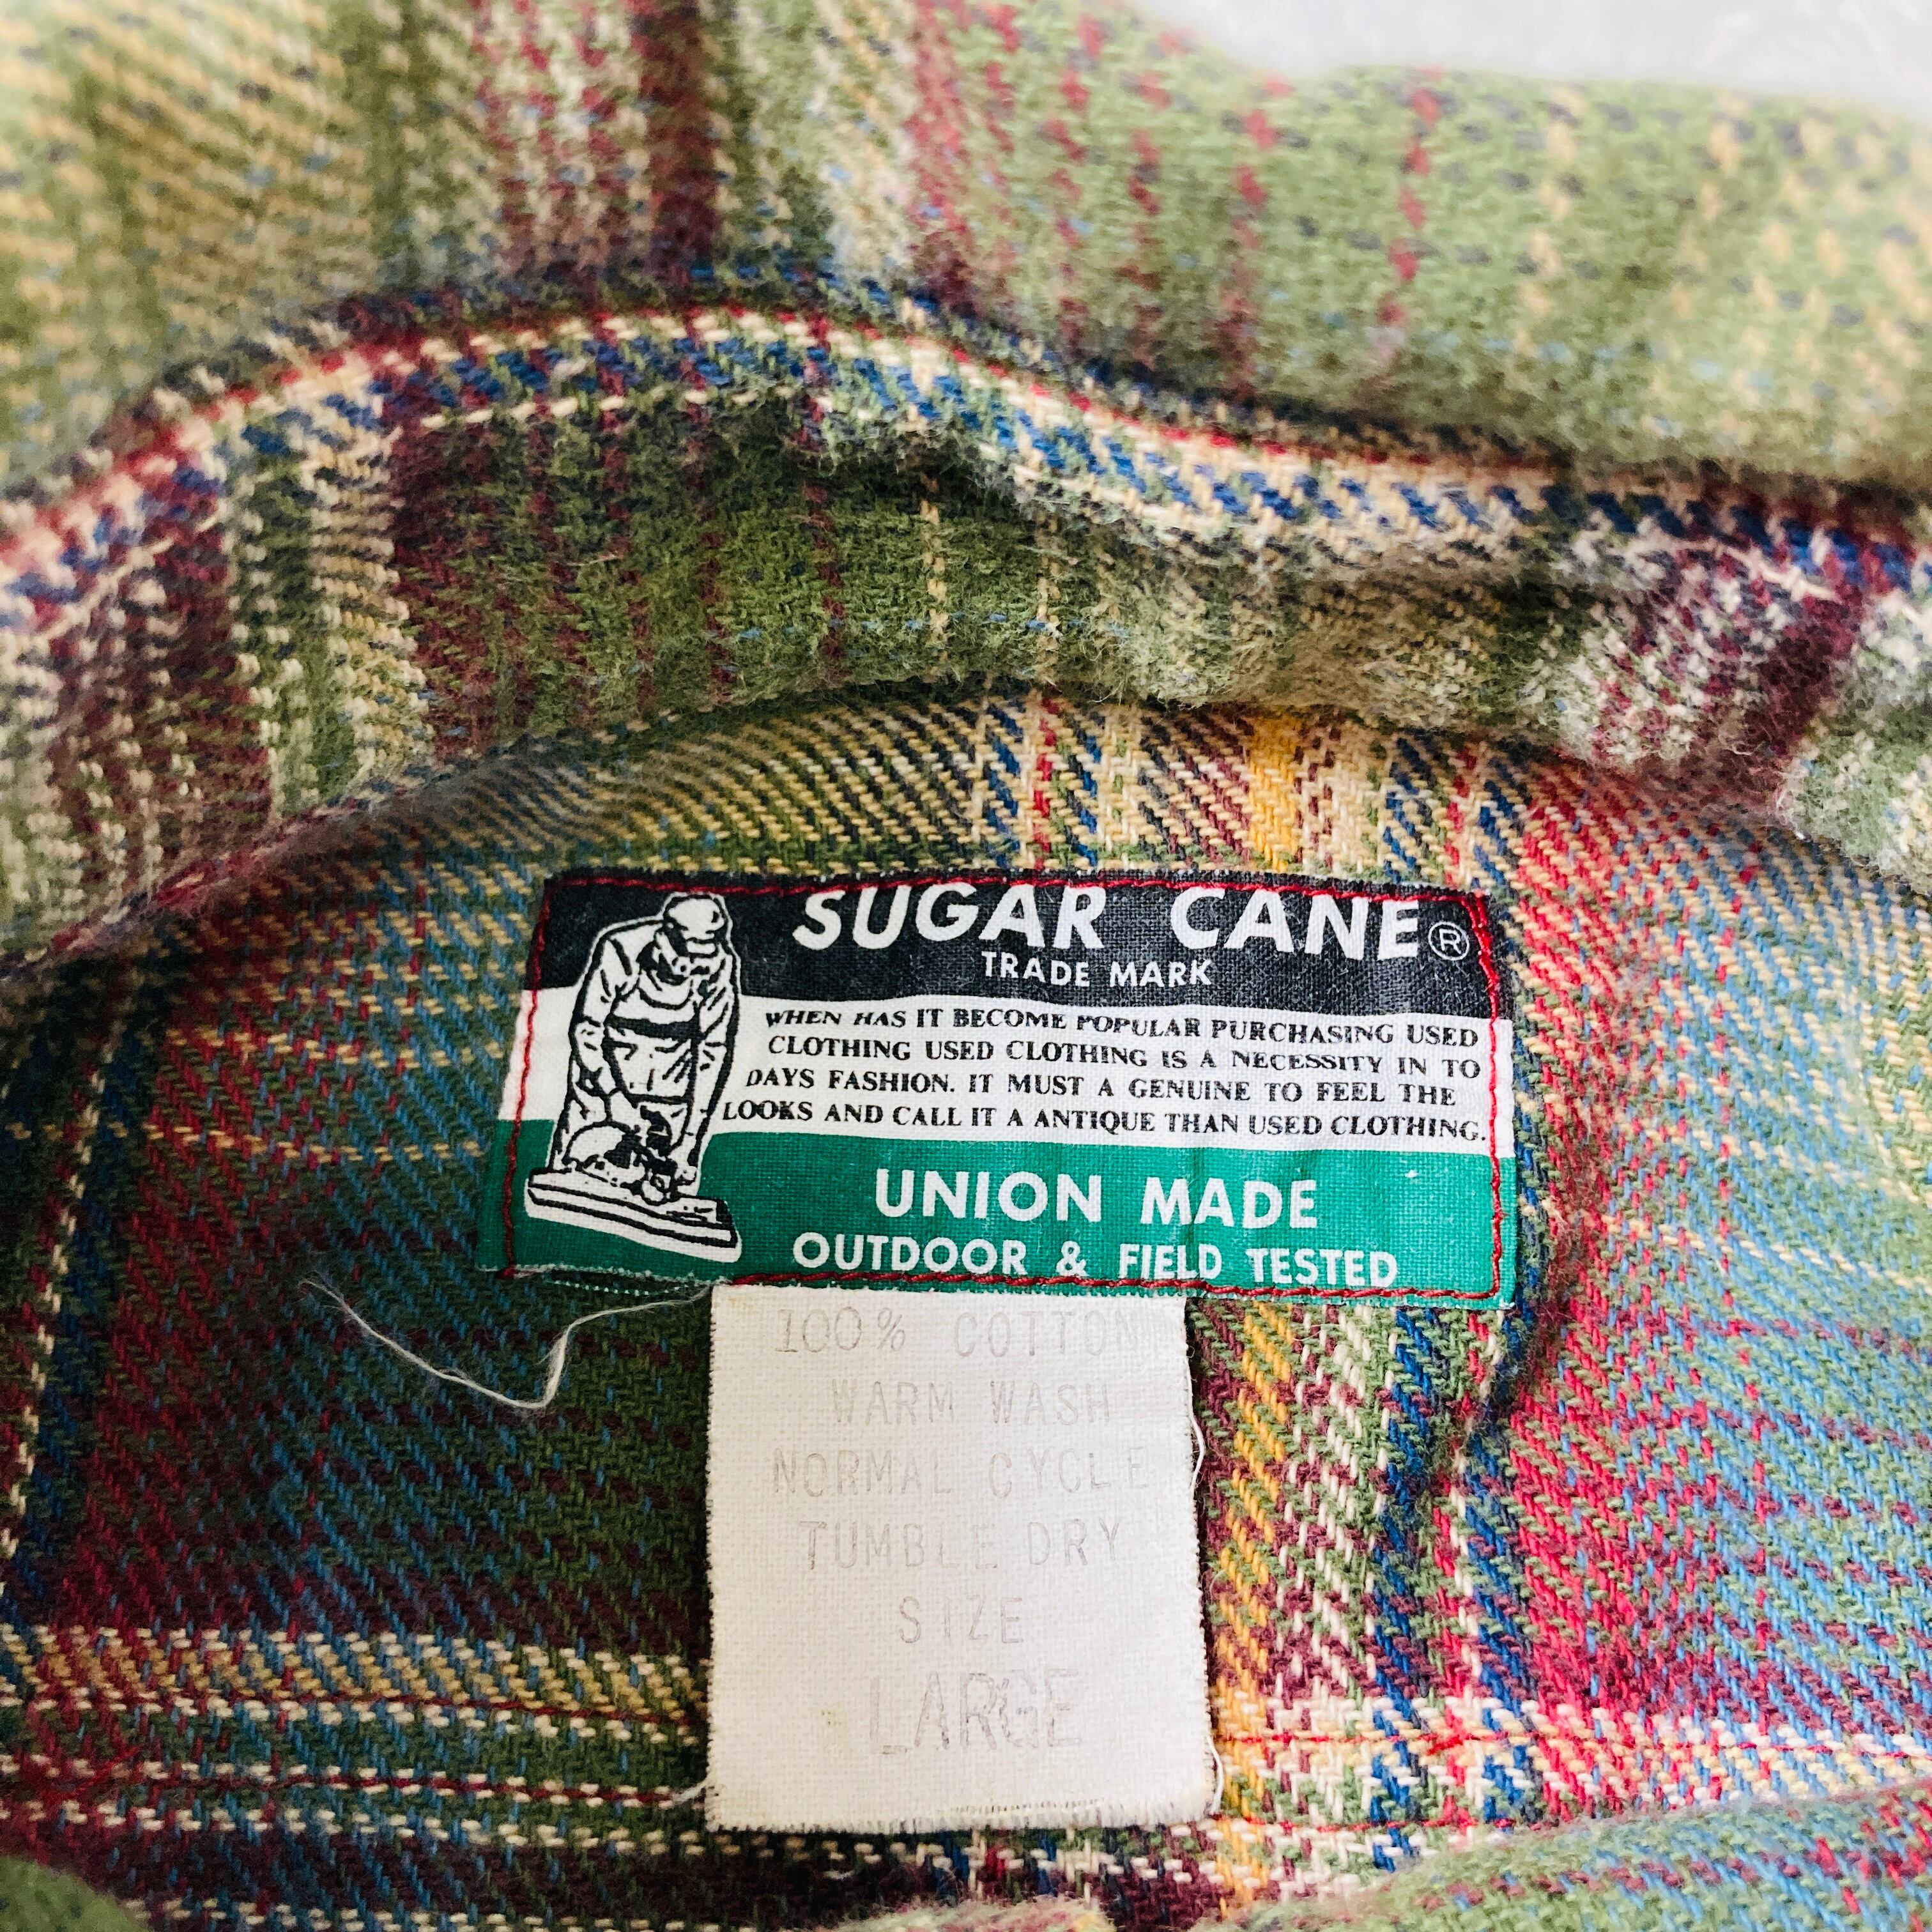 SUGAR CANE®
TRADE MARK
WHEN HAS IT BECOME POPULAR PURCHASING USED
CLOTHING USED CLOTHING IS A NECESSITY IN TO
DAYS FASHION. IT MUST A GENUINE TO FEEL THE
LOOKS AND CALL IT A ANTIQUE THAN USED CLOTHING.
UNION MADE
OUTDOOR & FIELD TESTED
100% COTTON
WARM WASH
NORMAL CYCLE
TUMBLE DRY
SIZE
LARGE